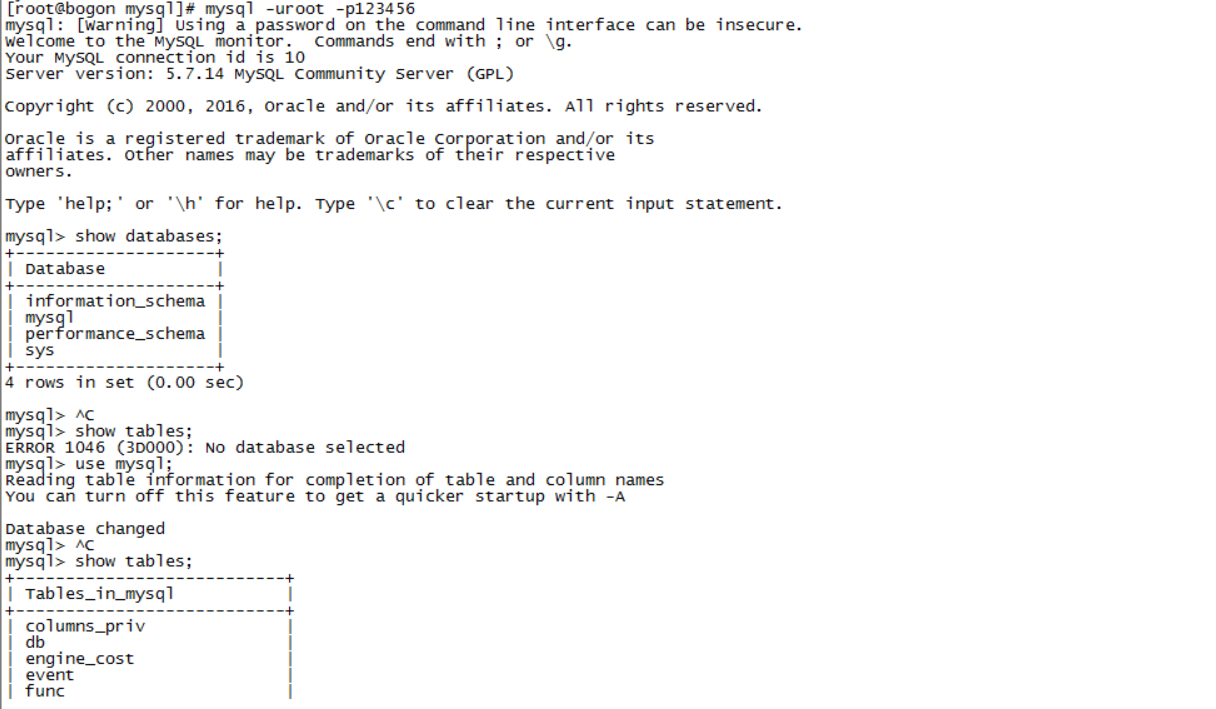 [root@bogon mysql]# mysql -uroot -p123456
mysql: [Warning] Using a password on the command line interface can be insecure.
Welcome to the MySQL monitor.  Commands end with ; or \g.
Your MySQL connection id is 10
Server version: 5.7.14 MySQL Community Server (GPL)

Copyright (c) 2000, 2016, Oracle and/or its affiliates. All rights reserved.

Oracle is a registered trademark of Oracle Corporation and/or its
affiliates. Other names may be trademarks of their respective
owners.

Type 'help;' or '\h' for help. Type '\c' to clear the current input statement.

mysql> show databases;
+--------------------+
| Database           |
+--------------------+
| information_schema |
| mysql              |
| performance_schema |
| sys                |
+--------------------+
4 rows in set (0.00 sec)

mysql> ^C
mysql> show tables;
ERROR 1046 (3D000): No database selected
mysql> use mysql;
Reading table information for completion of table and column names
You can turn off this feature to get a quicker startup with -A

Database changed
mysql> ^C
mysql> show tables;
+---------------------------+
| Tables_in_mysql           |
+---------------------------+
| columns_priv              |
| db                        |
| engine_cost               |
| event                     |
| func                      |